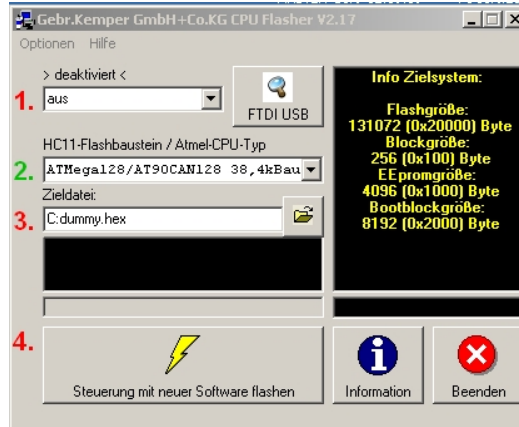 Gebr.Kemper GmbH+Co.KG CPU Flasher V2.17
Optionen Hilfe
> deaktiviert <
1.
aus
FTDI USB
HC11-Flashbaustein / Atmel-CPU-Typ
2.
ATMega128/AT90CAN128 38,4kBau
Zieldatei:
3.
C:dummy.hex
Info Zielsystem:
Flashgröße:
131072 (0x20000) Byte
Blockgröße:
256 (0x100) Byte
EEpromgröße:
4096 (0x1000) Byte
Bootblockgröße:
8192 (0x2000) Byte
4.
Steuerung mit neuer Software flashen
Information
Beenden